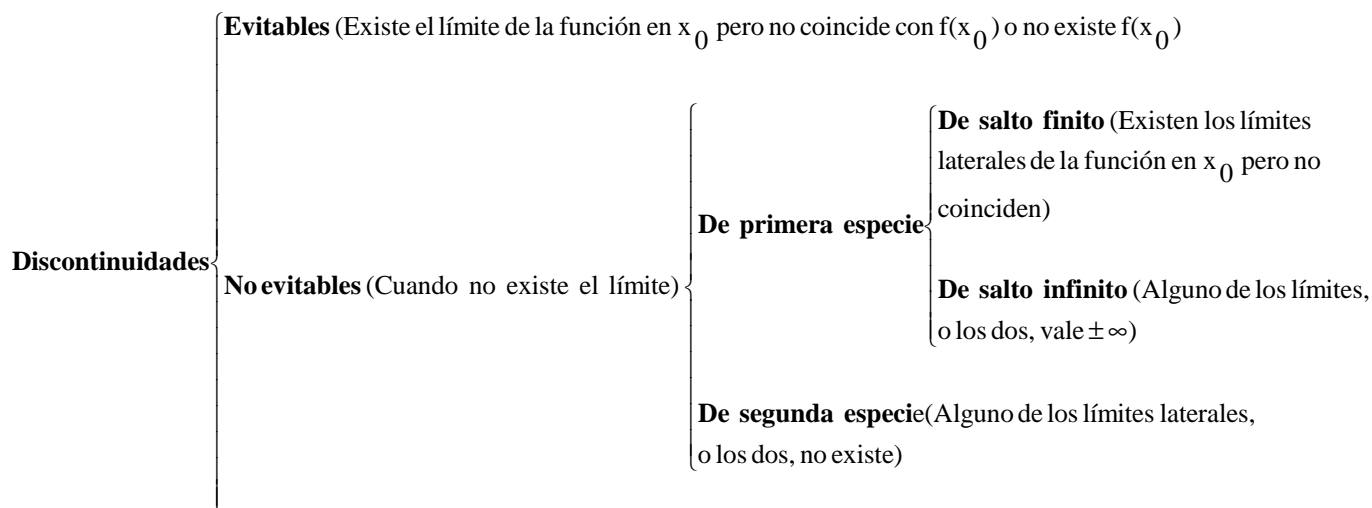 Evitables (Existe el límite de la función en x0 pero no coincide con f(x0) o no existe f(x0)
Discontinuidades
No evitables (Cuando no existe el límite)
De primera especie
De salto finito (Existen los límites
laterales de la función en x0 pero no
coinciden)
De salto infinito (Alguno de los límites,
o los dos, vale ± ∞)
De segunda especie(Alguno de los límites laterales,
o los dos, no existe)